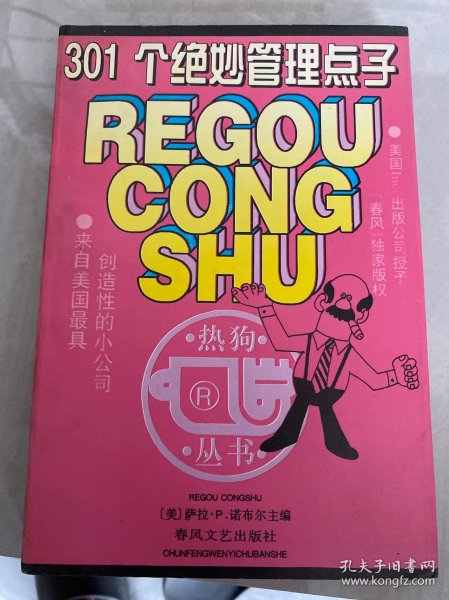 301 个绝妙管理点子
REGOU
CONG
SHU
●美国 出版公司授予
「春风」独家版权
●来自美国最具
创造性的小公司
·热狗·
R
·丛书·
REGOU CONGSHU
〔美〕萨拉·P.诺布尔主编
春风文艺出版社
CHUNFENGWENYICHUBANSHE
孔夫子旧书网
www.kongfz.com